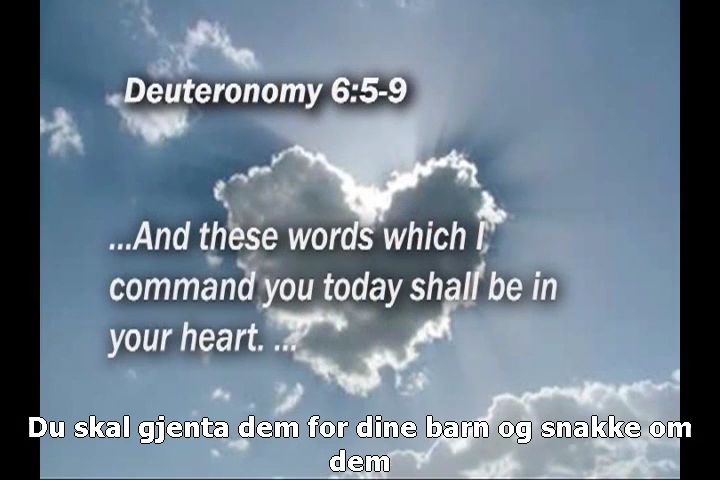 Deuteronomy 6:5-9
...And these words which I
command you today shall be in
your heart. ...
Du skal gjenta dem for dine barn og snakke om
dem